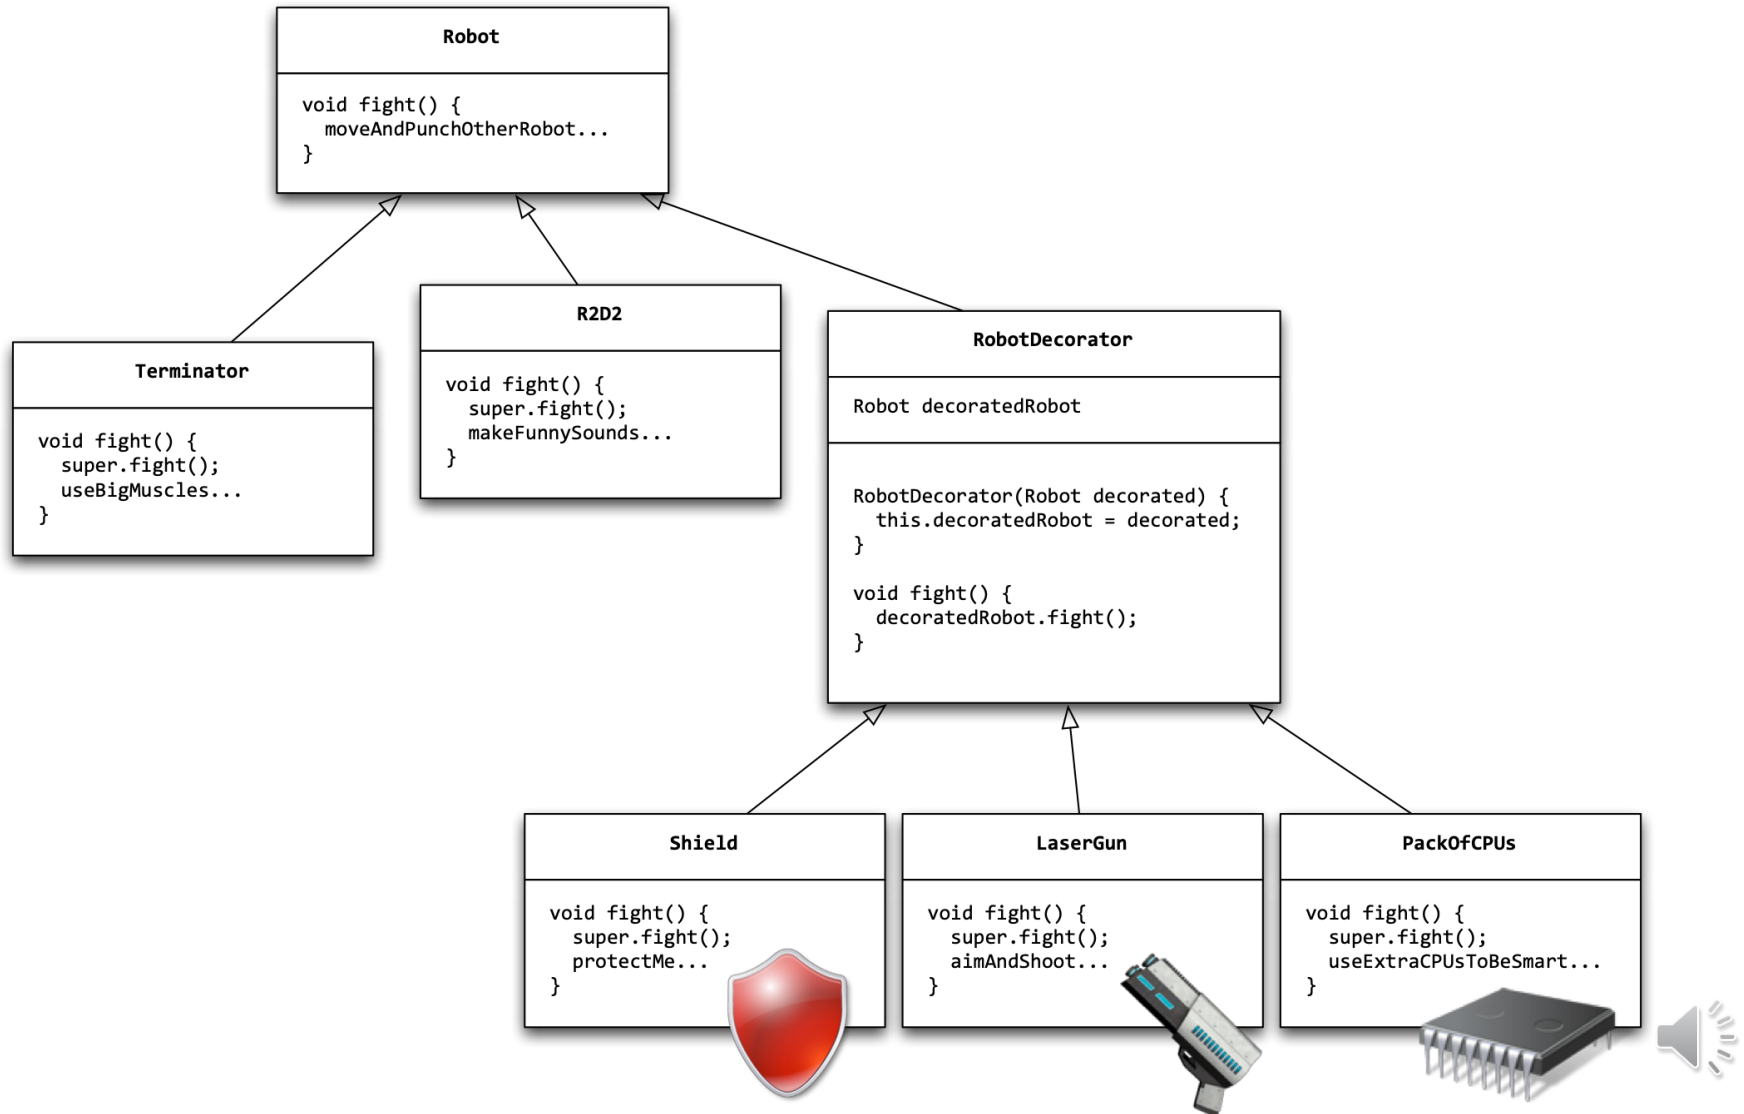 Robot
void fight() {
moveAndPunchOtherRobot...
}
R2D2
void fight() {
super.fight();
makeFunnySounds...
}
RobotDecorator
Robot decoratedRobot
RobotDecorator(Robot decorated) {
this.decoratedRobot = decorated;
}
void fight() {
decoratedRobot.fight();
}
Terminator
void fight() {
super.fight();
useBigMuscles...
}
Shield
void fight() {
super.fight();
protectMe...
}
LaserGun
void fight() {
super.fight();
aimAndShoot...
}
PackOfCPUs
void fight() {
super.fight();
useExtraCPUsToBeSmart...
}